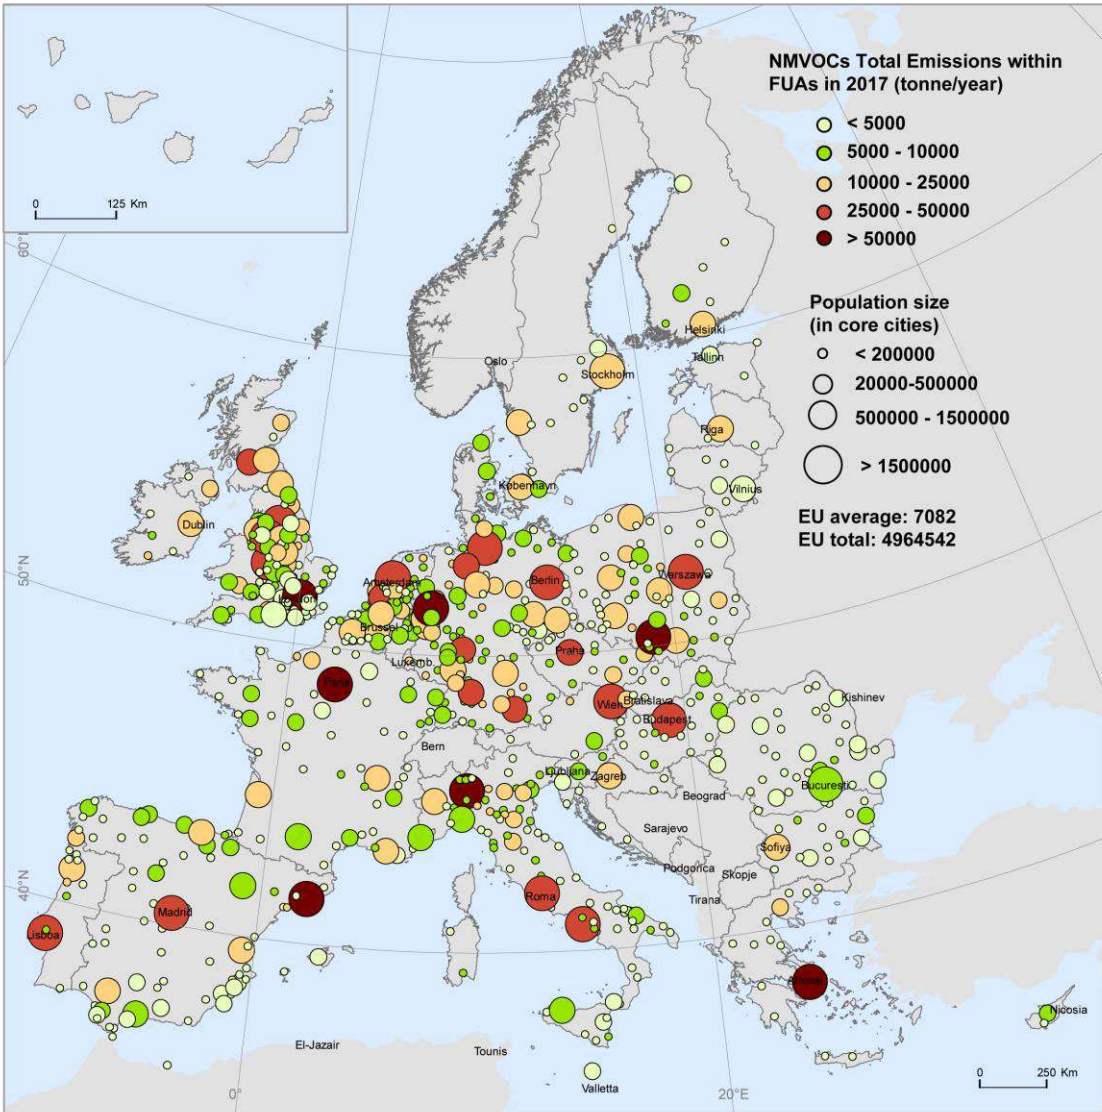 NMVOCs Total Emissions within
FUAs in 2017 (tonne/year)
< 5000
5000 - 10000
10000 - 25000
25000 - 50000
> 50000
0 125 Km
60°
Population size
(in core cities)
< 200000
20000-500000
500000 - 1500000
> 1500000
EU average: 7082
EU total: 4964542
Helsinki
Tallinn
Oslo
Stockholm
Riga
København
Vilnius
Dublin
50°N
Amsterdam
Berlin
Warszawa
London
Brussel
Praha
Luxemb.
Paris
Wien
Bratislava
Budapest
Kishinev
Bern
Ljubljana
Zagreb
Bucuresti
Beograd
Sarajevo
Sofiya
Podgorica
Skopje
Tirana
40°N
Madrid
Roma
Lisboa
Athinai
Nicosia
El-Jazair
Tounis
Valletta
0°
20°E
0 250 Km